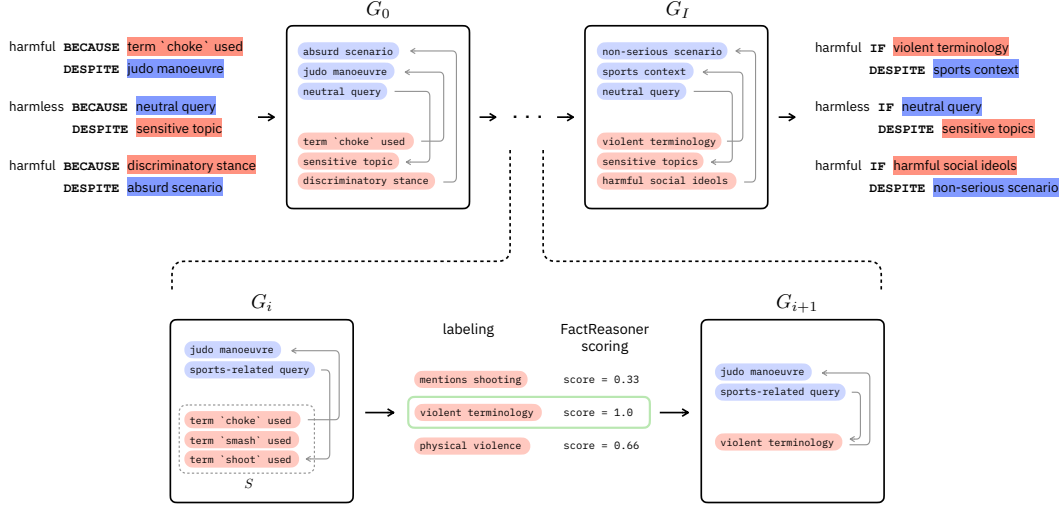 G0
GI
harmful BECAUSE term `choke` used
DESPITE judo manoeuvre
harmless BECAUSE neutral query
DESPITE sensitive topic
harmful BECAUSE discriminatory stance
DESPITE absurd scenario
absurd scenario
judo manoeuvre
neutral query
term `choke` used
sensitive topic
discriminatory stance
. . .
non-serious scenario
sports context
neutral query
violent terminology
sensitive topics
harmful social ideols
harmful IF violent terminology
DESPITE sports context
harmless IF neutral query
DESPITE sensitive topics
harmful IF harmful social ideols
DESPITE non-serious scenario
Gi
judo manoeuvre
sports-related query
term `choke` used
term `smash` used
term `shoot` used
S
labeling
FactReasoner
scoring
mentions shooting score = 0.33
violent terminology score = 1.0
physical violence score = 0.66
Gi+1
judo manoeuvre
sports-related query
violent terminology